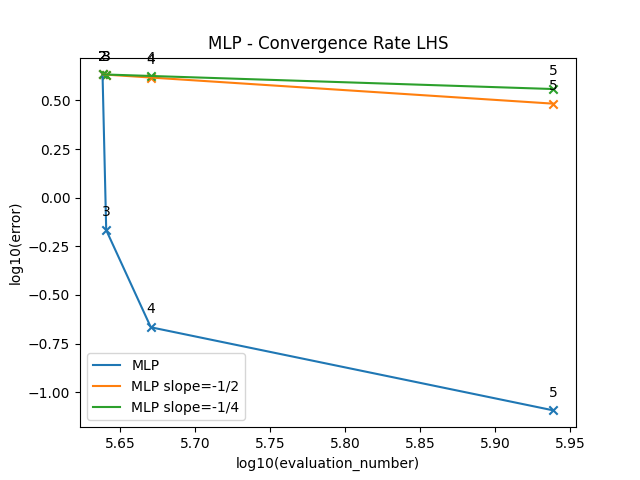 MLP - Convergence Rate LHS
2 3
4
4
5
5
3
4
5
0.50
0.25
0.00
−0.25
−0.50
−0.75
−1.00
log10(error)
MLP
MLP slope=-1/2
MLP slope=-1/4
5.65 5.70 5.75 5.80 5.85 5.90 5.95
log10(evaluation_number)